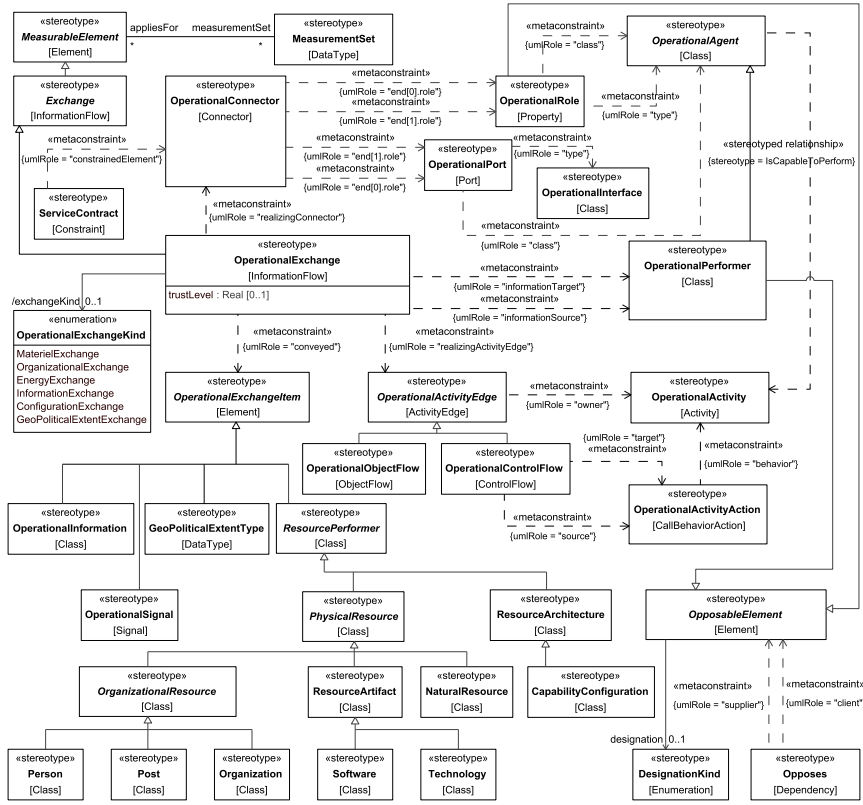 «stereotype»
MeasurableElement
[Element]
appliesFor
*
measurementSet
*
«stereotype»
MeasurementSet
[DataType]
«metaconstraint»
{umlRole = "class"}
«stereotype»
OperationalAgent
[Class]
«stereotype»
Exchange
[InformationFlow]
«stereotype»
OperationalConnector
[Connector]
«metaconstraint»
{umlRole = "end[0].role"}
«metaconstraint»
{umlRole = "end[1].role"}
«stereotype»
OperationalRole
[Property]
«metaconstraint»
{umlRole = "type"}
«metaconstraint»
{umlRole = "constrainedElement"}
«metaconstraint»
{umlRole = "end[1].role"}
«metaconstraint»
{umlRole = "end[0].role"}
«stereotype»
OperationalPort
[Port]
«metaconstraint»
{umlRole = "type"}
«stereotyped relationship»
{stereotype = IsCapableToPerform}
«stereotype»
OperationalInterface
[Class]
«stereotype»
ServiceContract
[Constraint]
«metaconstraint»
{umlRole = "realizingConnector"}
«metaconstraint»
{umlRole = "class"}
«stereotype»
OperationalExchange
[InformationFlow]
trustLevel : Real [0..1]
«metaconstraint»
{umlRole = "informationTarget"}
«metaconstraint»
{umlRole = "informationSource"}
«stereotype»
OperationalPerformer
[Class]
/exchangeKind 0..1
«enumeration»
OperationalExchangeKind
MaterielExchange
OrganizationalExchange
EnergyExchange
InformationExchange
ConfigurationExchange
GeoPoliticalExtentExchange
«metaconstraint»
{umlRole = "conveyed"}
«metaconstraint»
{umlRole = "realizingActivityEdge"}
«stereotype»
OperationalExchangeItem
[Element]
«stereotype»
OperationalActivityEdge
[ActivityEdge]
«metaconstraint»
{umlRole = "owner"}
«stereotype»
OperationalActivity
[Activity]
«stereotype»
OperationalObjectFlow
[ObjectFlow]
«stereotype»
OperationalControlFlow
[ControlFlow]
{umlRole = "target"}
«metaconstraint»
«metaconstraint»
{umlRole = "behavior"}
«stereotype»
OperationalInformation
[Class]
«stereotype»
GeoPoliticalExtentType
[DataType]
«stereotype»
ResourcePerformer
[Class]
«metaconstraint»
{umlRole = "source"}
«stereotype»
OperationalActivityAction
[CallBehaviorAction]
«stereotype»
OperationalSignal
[Signal]
«stereotype»
PhysicalResource
[Class]
«stereotype»
ResourceArchitecture
[Class]
«stereotype»
OpposableElement
[Element]
«stereotype»
OrganizationalResource
[Class]
«stereotype»
ResourceArtifact
[Class]
«stereotype»
NaturalResource
[Class]
«stereotype»
CapabilityConfiguration
[Class]
«metaconstraint»
{umlRole = "supplier"}
«metaconstraint»
{umlRole = "client"
designation 0..1
«stereotype»
Person
[Class]
«stereotype»
Post
[Class]
«stereotype»
Organization
[Class]
«stereotype»
Software
[Class]
«stereotype»
Technology
[Class]
«stereotype»
DesignationKind
[Enumeration]
«stereotype»
Opposes
[Dependency]